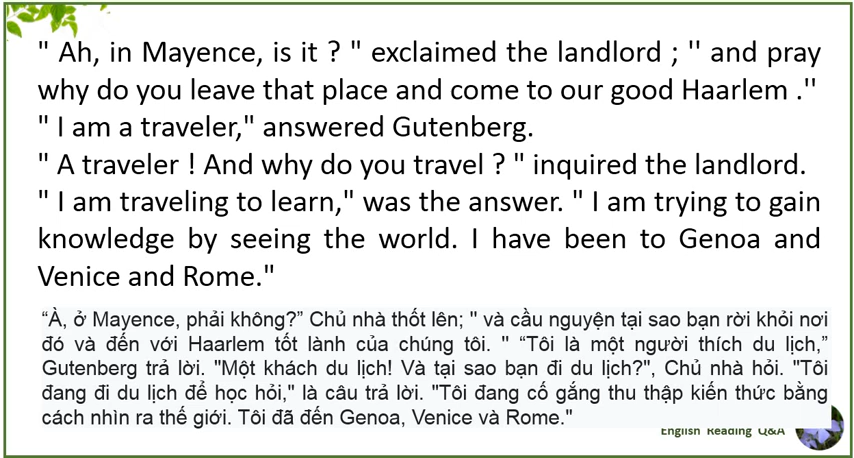 " Ah, in Mayence, is it ? " exclaimed the landlord ; '' and pray
why do you leave that place and come to our good Haarlem .''
" I am a traveler," answered Gutenberg.
" A traveler ! And why do you travel ? " inquired the landlord.
" I am traveling to learn," was the answer. " I am trying to gain
knowledge by seeing the world. I have been to Genoa and
Venice and Rome."
“À, ở Mayence, phải không?” Chủ nhà thốt lên; " và cầu nguyện tại sao bạn rời khỏi nơi
đó và đến với Haarlem tốt lành của chúng tôi. " “Tôi là một người thích du lịch,”
Gutenberg trả lời. "Một khách du lịch! Và tại sao bạn đi du lịch?", Chủ nhà hỏi. "Tôi
đang đi du lịch để học hỏi," là câu trả lời. "Tôi đang cố gắng thu thập kiến thức bằng
cách nhìn ra thế giới. Tôi đã đến Genoa, Venice và Rome."
English Reading Q&A